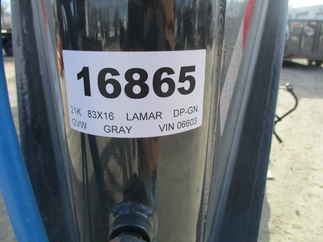 16865
21K 83X16 LAMAR DP-GN
GVW GRAY VIN 06603